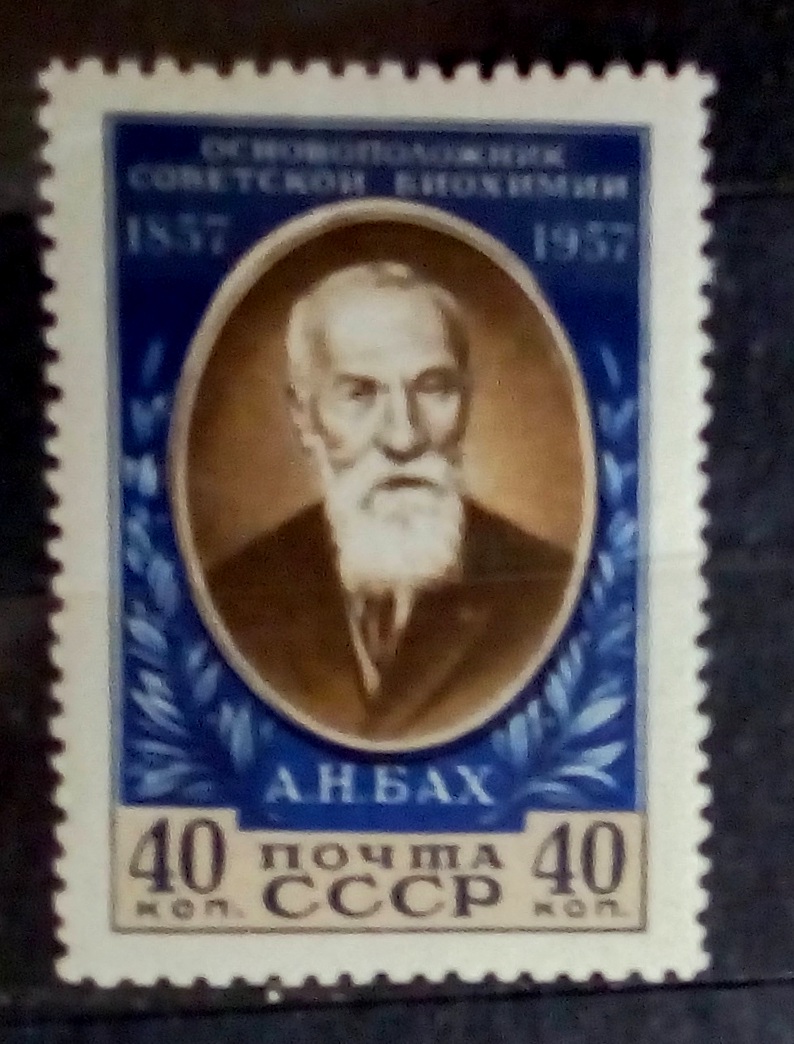 ОСНОВОПОЛОЖНИК
СОВЕТСКОЙ БИОХИМИИ
1857 1957
А.Н.БАХ
40 ПОЧТА 40
КОП. СССР КОП.